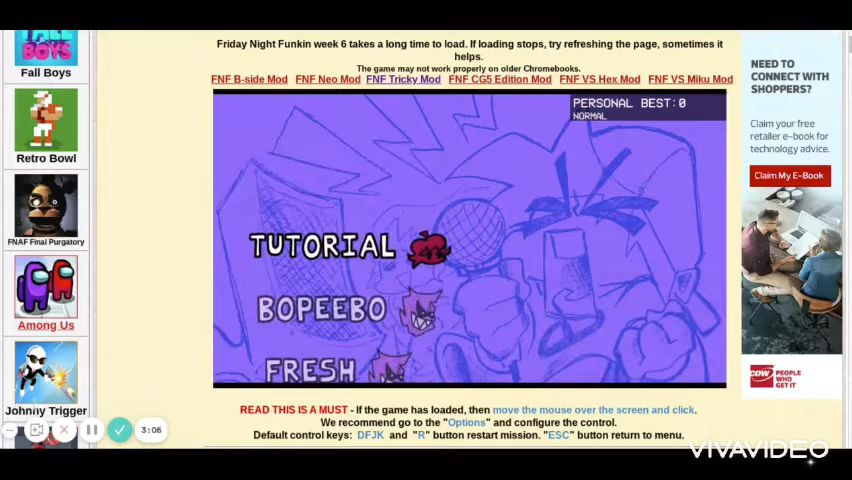 FALL
BOYS
Fall Boys
Retro Bowl
FNAF Final Purgatory
Among Us
Johnny Trigger
Friday Night Funkin week 6 takes a long time to load. If loading stops, try refreshing the page, sometimes it
helps.
The game may not work properly on older Chromebooks.
FNF B-side Mod FNF Neo Mod FNF Tricky Mod FNF CG5 Edition Mod FNF VS Hex Mod FNF VS Miku Mod
PERSONAL BEST:0
NORMAL
TUTORIAL
BOPEEBO
FRESH
READ THIS IS A MUST - If the game has loaded, then move the mouse over the screen and click.
We recommend go to the "Options" and configure the control.
Default control keys: DFJK and "R" button restart mission. "ESC" button return to menu.
3:06
NEED TO
CONNECT WITH
SHOPPERS?
Claim your free
retailer e-book for
technology advice.
Claim My E-Book
CDW
PEOPLE
WHO
GET IT
VIVAVIDEO